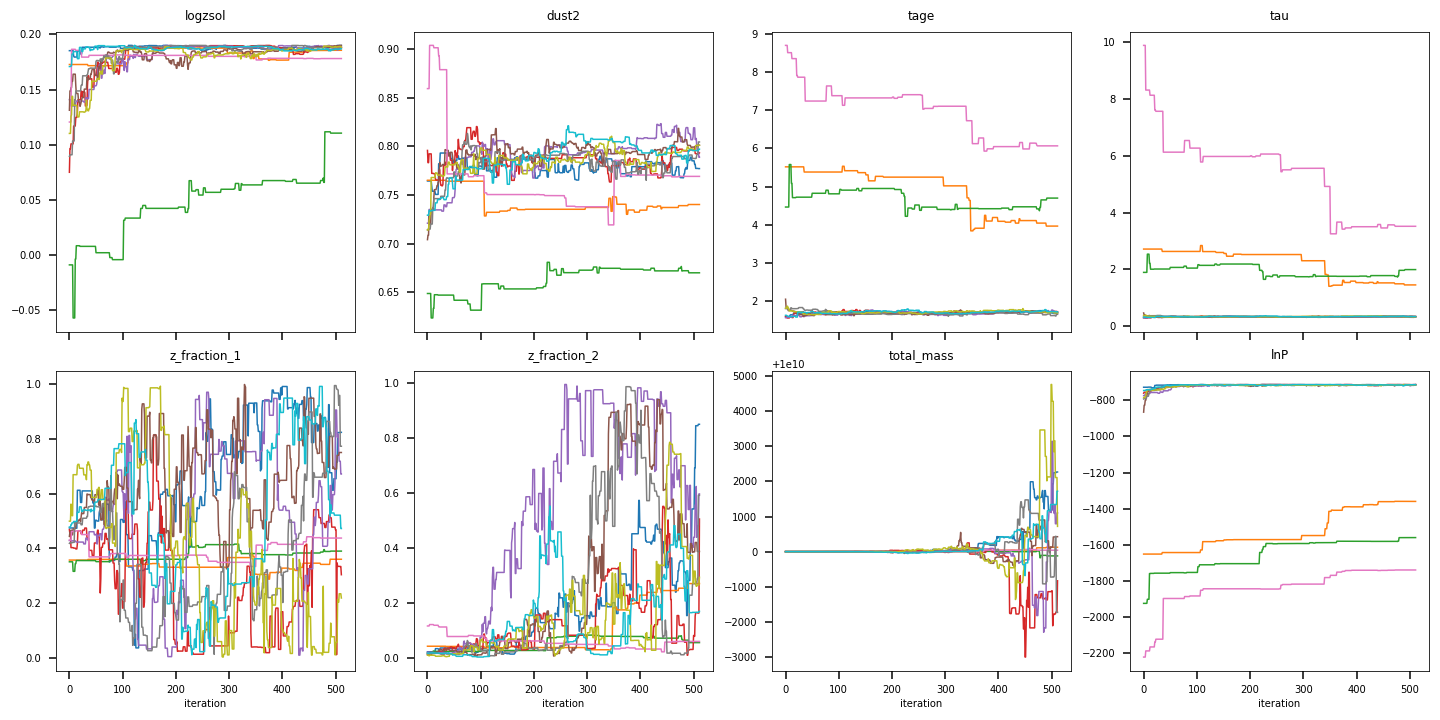 logzsol dust2 tage tau
0.20 0.15 0.10 0.05 0.00 −0.05
0.90 0.85 0.80 0.75 0.70 0.65
9 8 7 6 5 4 3 2
10 8 6 4 2 0
z_fraction_1 z_fraction_2 total_mass lnP
+1e10
1.0 0.8 0.6 0.4 0.2 0.0
1.0 0.8 0.6 0.4 0.2 0.0
5000 4000 3000 2000 1000 0 −1000 −2000 −3000
−800 −1000 −1200 −1400 −1600 −1800 −2000 −2200
0 100 200 300 400 500 0 100 200 300 400 500 0 100 200 300 400 500 0 100 200 300 400 500
iteration iteration iteration iteration